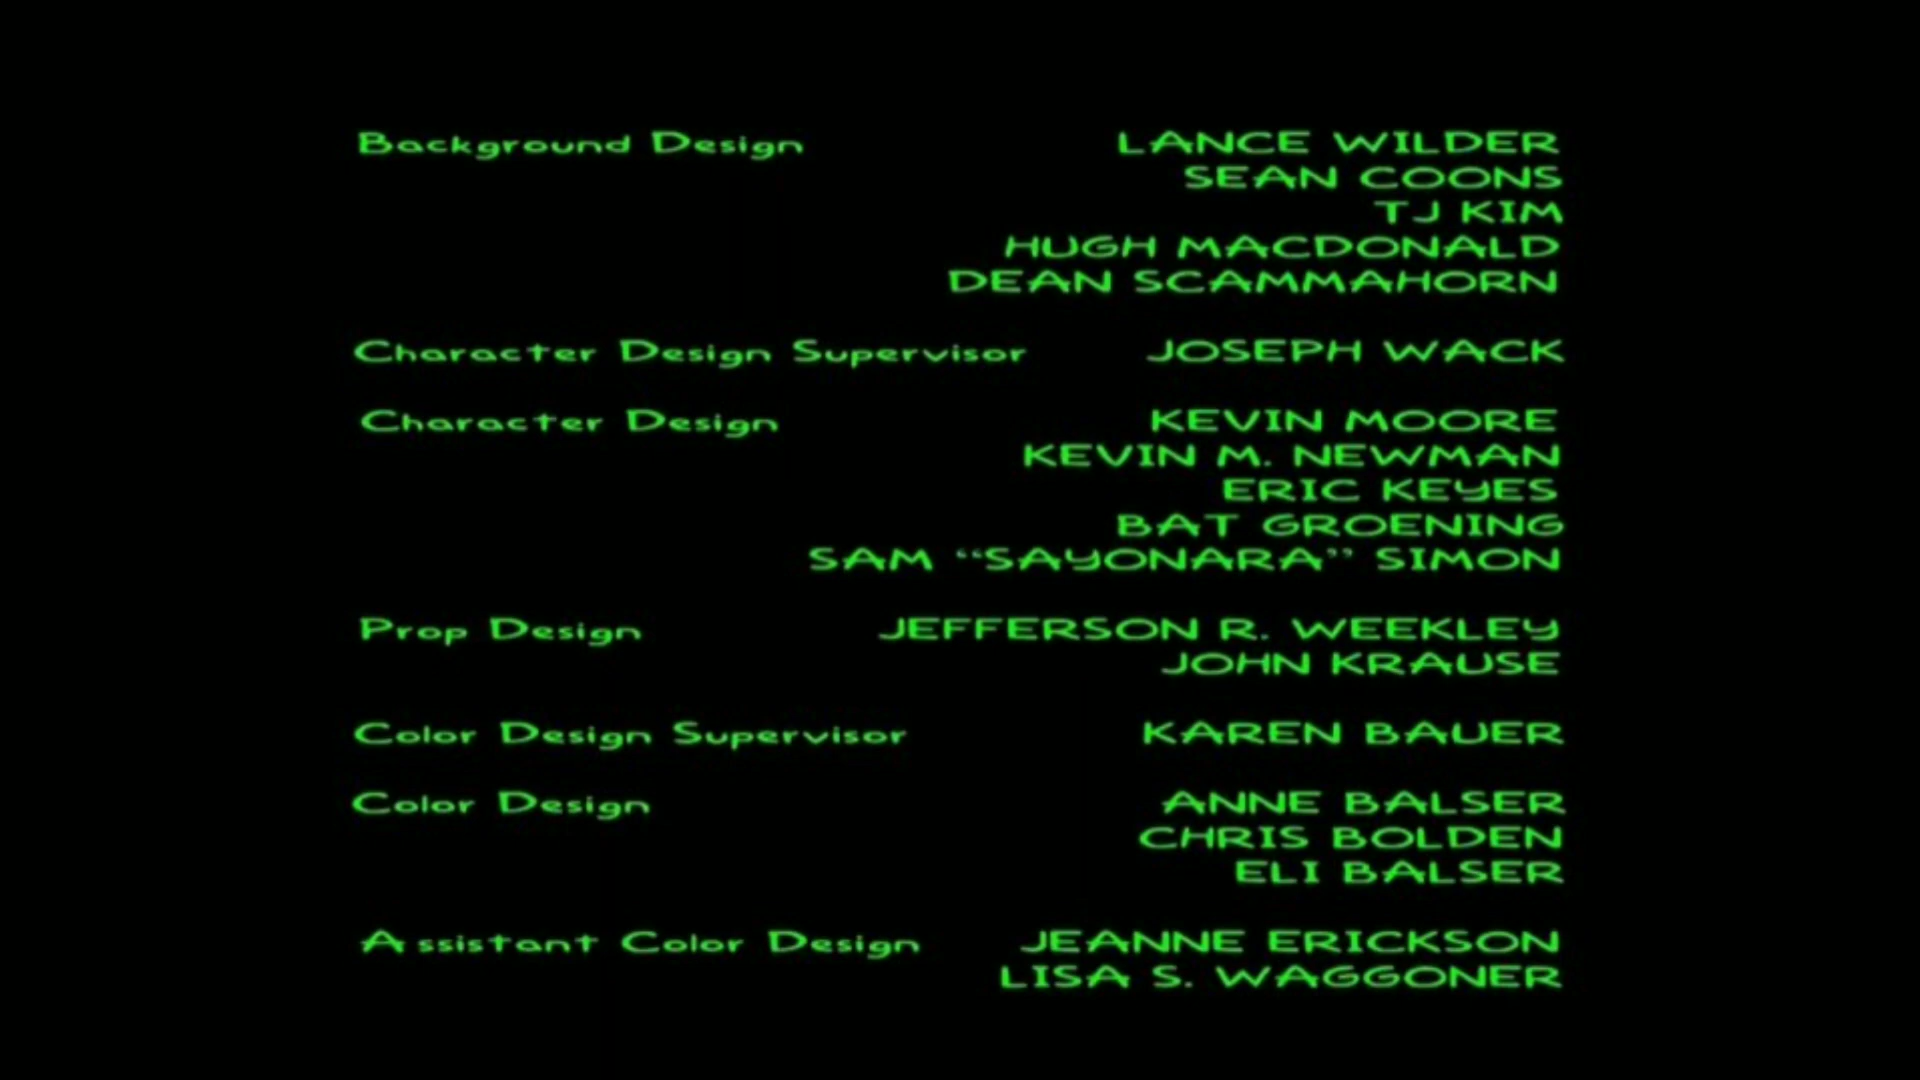 Background Design LANCE WILDER
SEAN COONS
TJ KIM
HUGH MACDONALD
DEAN SCAMMAHORN
Character Design Supervisor JOSEPH WACK
Character Design KEVIN MOORE
KEVIN M. NEWMAN
ERIC KEYES
BAT GROENING
SAM “SAYONARA” SIMON
Prop Design JEFFERSON R. WEEKLEY
JOHN KRAUSE
Color Design Supervisor KAREN BAUER
Color Design ANNE BALSER
CHRIS BOLDEN
ELI BALSER
Assistant Color Design JEANNE ERICKSON
LISA S. WAGGONER